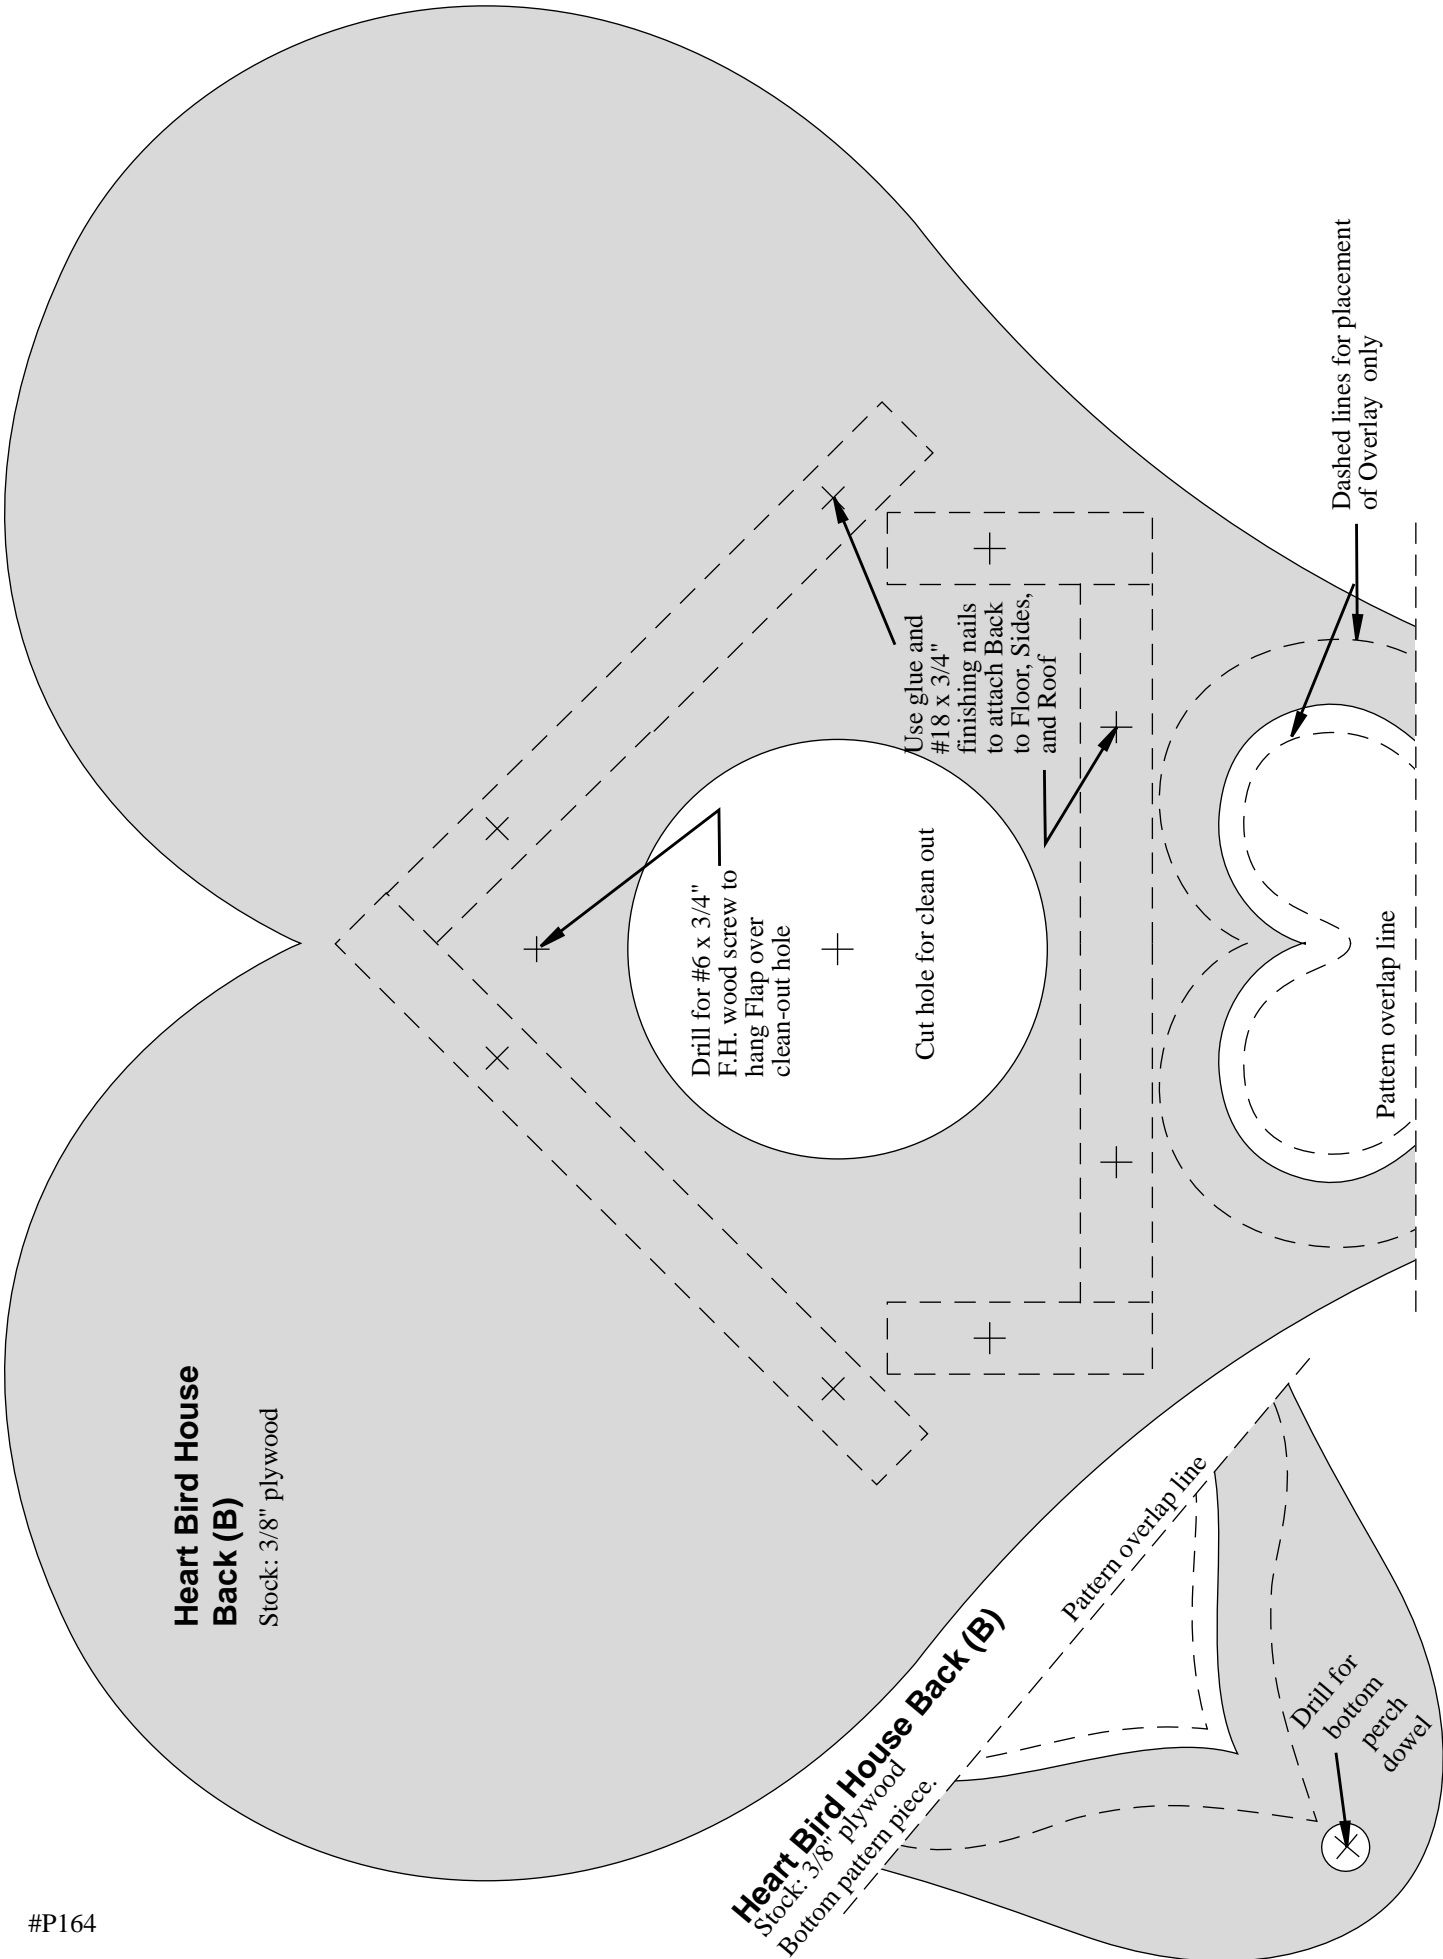 Heart Bird House
Back (B)
Stock: 3/8" plywood
Drill for #6 x 3/4"
F.H. wood screw to
hang Flap over
clean-out hole
Cut hole for clean out
Use glue and
#18 x 3/4"
finishing nails
to attach Back
to Floor, Sides,
and Roof
Dashed lines for placement
of Overlay only
Pattern overlap line
Heart Bird House Back (B)
Stock: 3/8" plywood
Bottom pattern piece.
Pattern overlap line
Drill for
bottom
perch
dowel
#P164